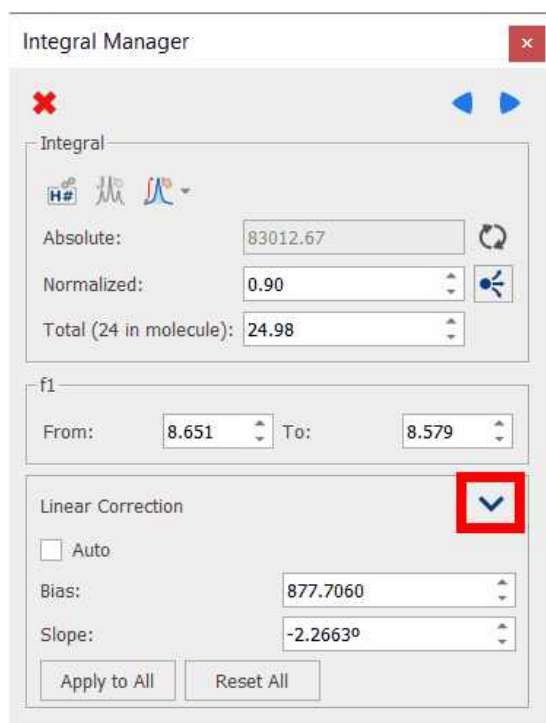 Integral Manager
Integral
H#
Absolute: 83012.67
Normalized: 0.90
Total (24 in molecule): 24.98
f1
From: 8.651 To: 8.579
Linear Correction
Auto
Bias: 877.7060
Slope: -2.2663º
Apply to All Reset All